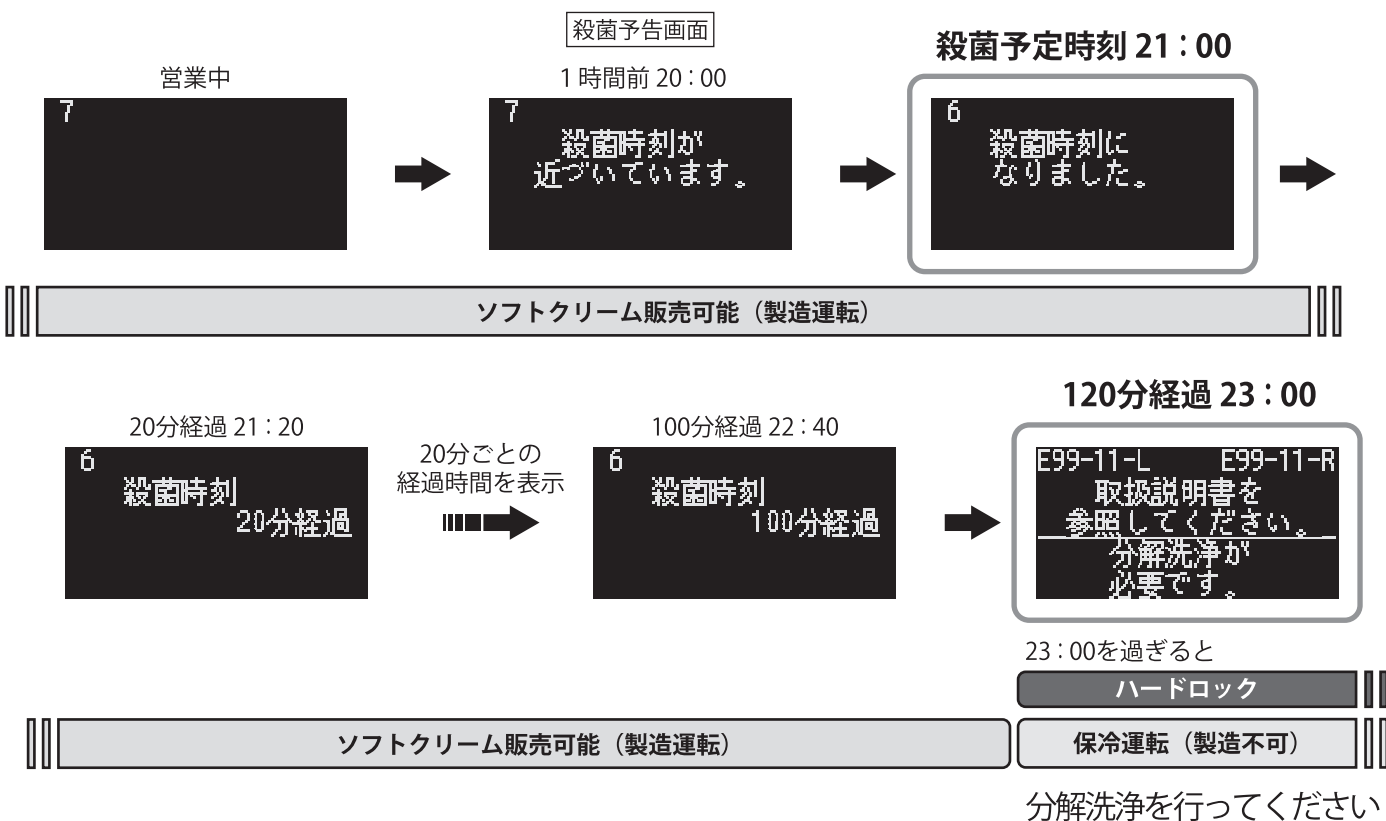 殺菌予告画面
殺菌予定時刻 21：00
営業中
1 時間前 20：00
7
7
殺菌時刻が
近づいています。
6
殺菌時刻に
なりました。
ソフトクリーム販売可能（製造運転）
120分経過 23：00
20分経過 21：20
6
殺菌時刻
20分経過
20分ごとの
経過時間を表示
100分経過 22：40
6
殺菌時刻
100分経過
E99-11-L E99-11-R
取扱説明書を
参照してください。
分解洗浄が
必要です。
23：00を過ぎると
ハードロック
ソフトクリーム販売可能（製造運転）
保冷運転（製造不可）
分解洗浄を行ってください